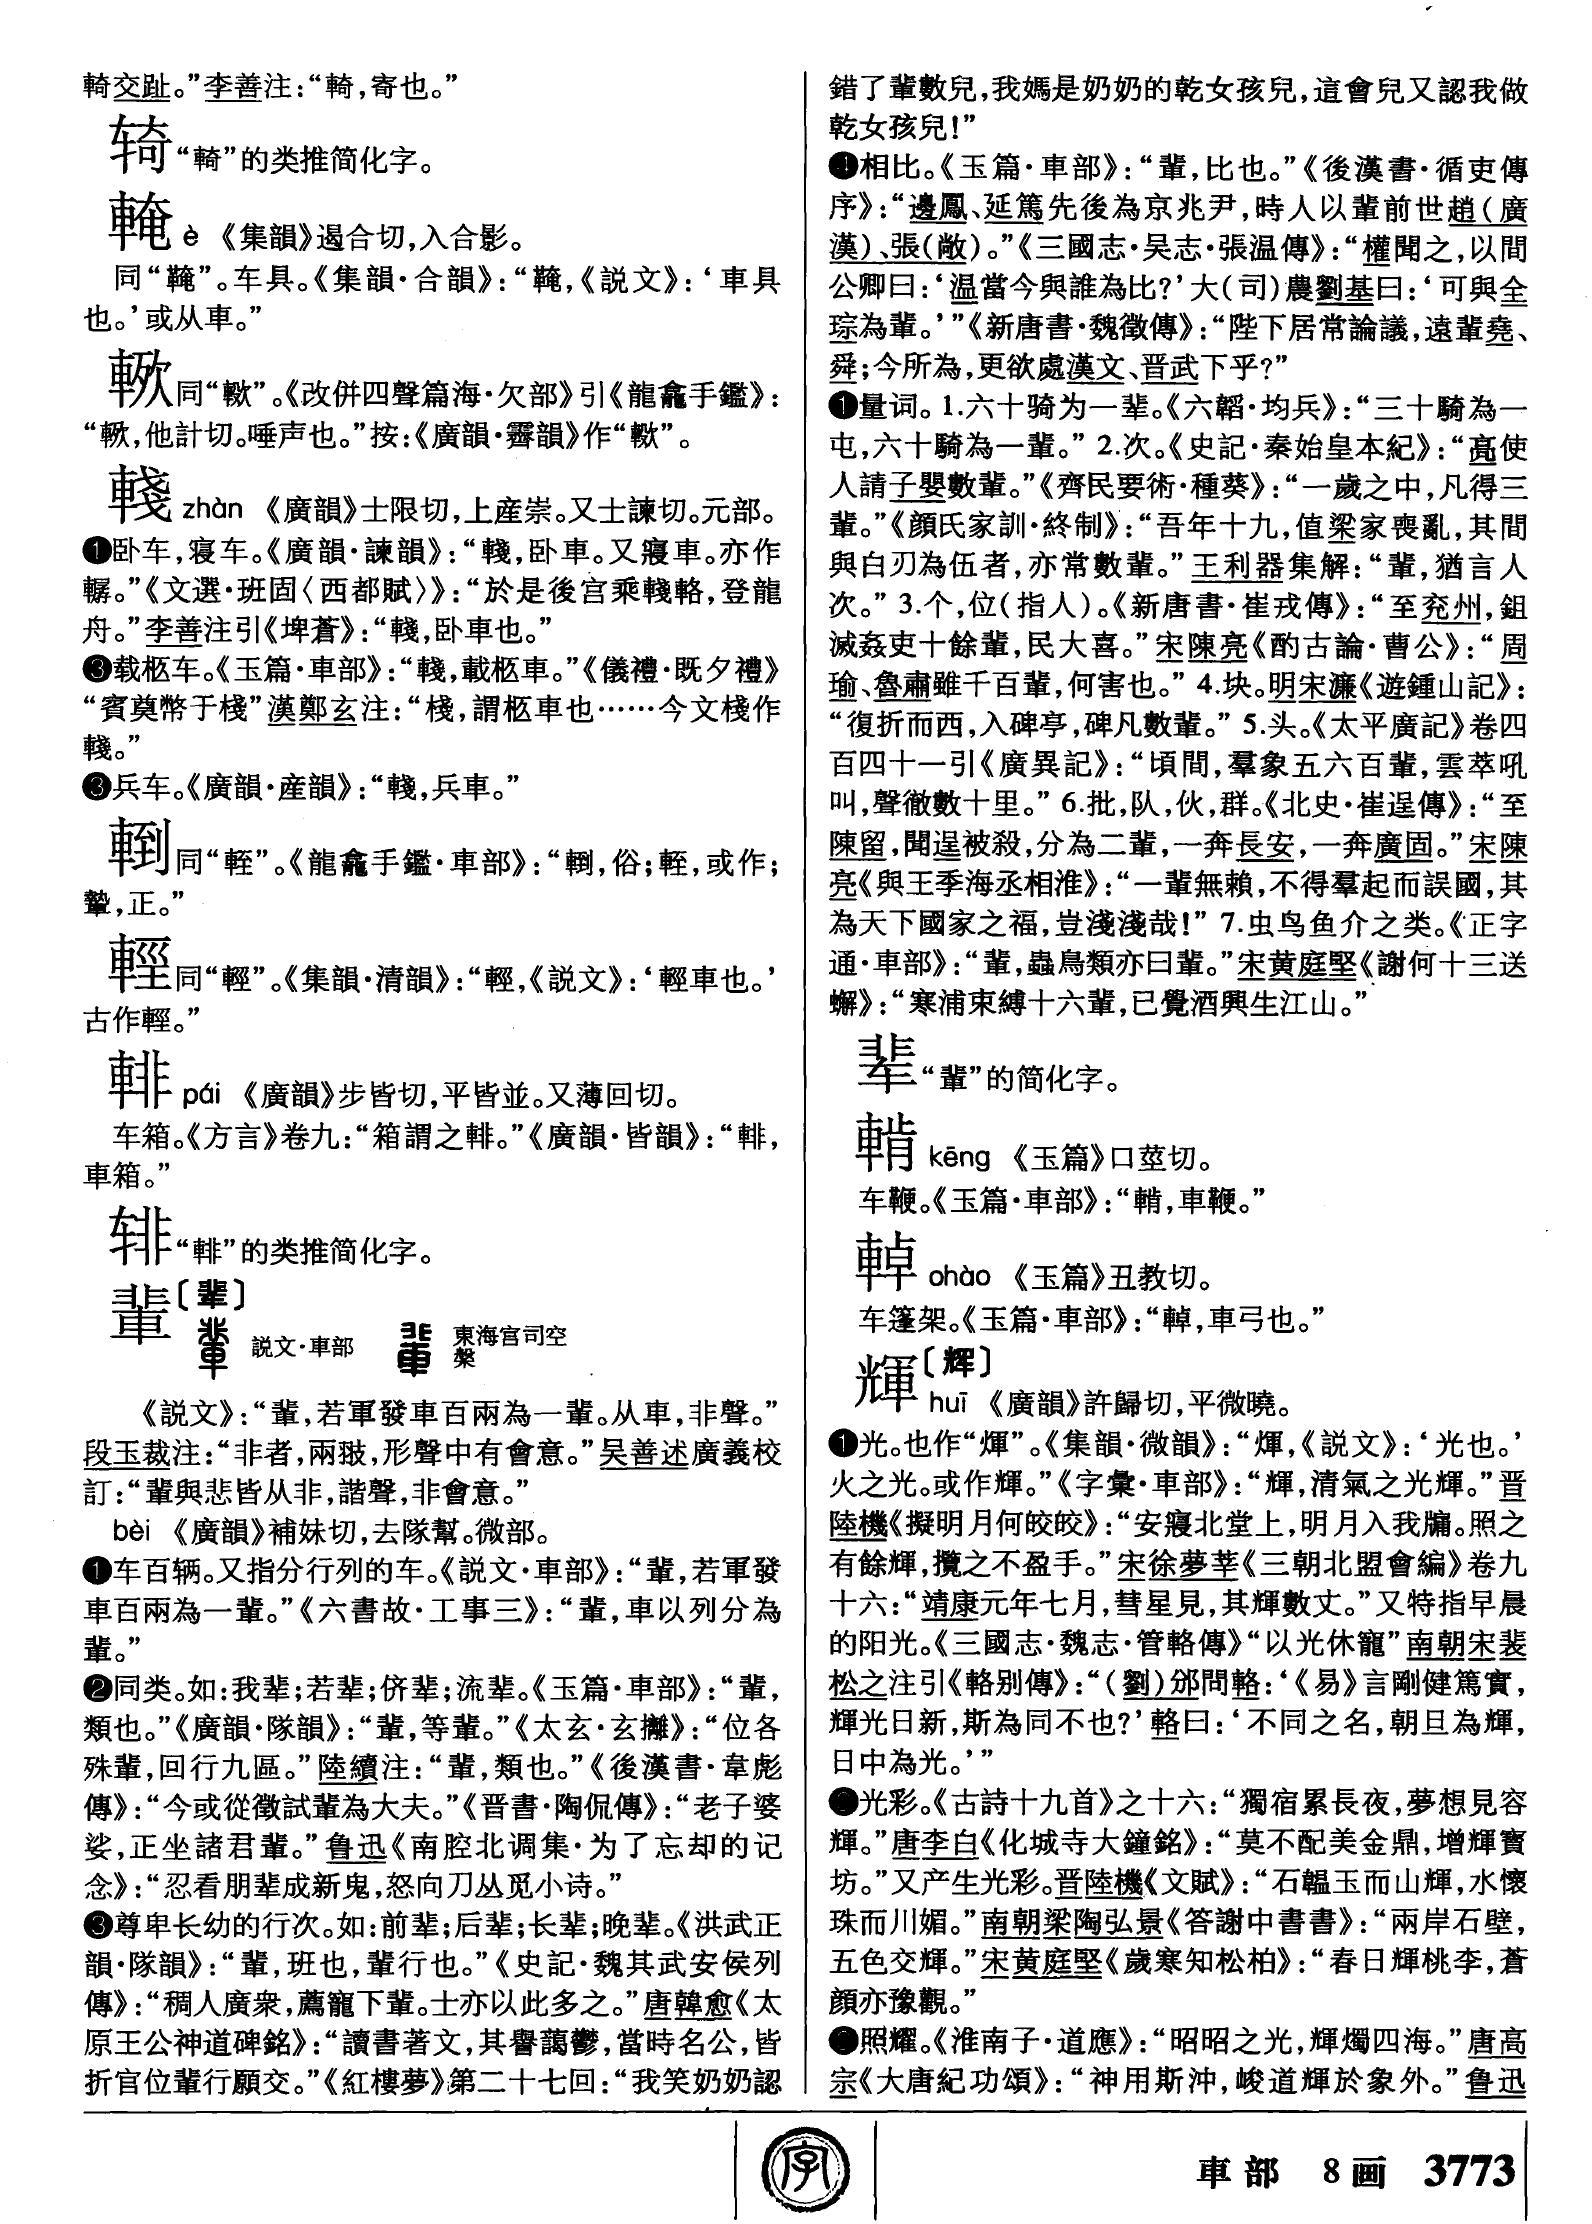 輢交趾。”李善注：“輢，寄也。”
𫐆“輢”的类推简化字。
䡝 è 《集韻》遏合切，入合影。
同“䩋”。车具。《集韻·合韻》：“䩋，《説文》：‘車具
也。’或从車。”
《改併四聲篇海·欠部》引《龍龕手鑑》：
他計切。唾声也。”按：《廣韻·霽韻》作
輚 zhàn 《廣韻》士限切，上産崇。又士諫切。元部。
❶卧车，寝车。《廣韻·諫韻》：“輚，卧車。又寢車。亦作
轏。”《文選·班固〈西都賦〉》：“於是後宫乘輚輅，登龍
舟。”李善注引《埤蒼》：“輚，卧車也。”
❸载柩车。《玉篇·車部》：“輚，載柩車。”《儀禮·既夕禮》
“賓奠幣于棧”漢鄭玄注：“棧，謂柩車也……今文棧作
輚。”
❸兵车。《廣韻·産韻》：“輚，兵車。”
同“輊”。《龍龕手鑑·車部》：俗；輊，或作；
𨎌，正。”
同“輕”。《集韻·清韻》：“輕，《説文》：‘輕車也。’
古作
輫 pái 《廣韻》步皆切，平皆並。又薄回切。
车箱。《方言》卷九：“箱謂之輫。”《廣韻·皆韻》：“輫，
車箱。”
“輫”的类推简化字。
輩〔辈〕
説文·車部 東海宫司空
槃
《説文》：“輩，若軍發車百兩為一輩。从車，非聲。”
段玉裁注：“非者，兩翄，形聲中有會意。”吴善述廣義校
訂：“輩與悲皆从非，諧聲，非會意。”
bèi 《廣韻》補妹切，去隊幫。微部。
❶车百辆。又指分行列的车。《説文·車部》：“輩，若軍發
車百兩為一輩。”《六書故·工事三》：“輩，車以列分為
輩。”
❷同类。如：我辈；若辈；侪辈；流辈。《玉篇·車部》：“輩，
類也。”《廣韻·隊韻》：“輩，等輩。”《太玄·玄攡》：“位各
殊輩，回行九區。”陸績注：“輩，類也。”《後漢書·韋彪
傳》：“今或從徵試輩為大夫。”《晋書·陶侃傳》：“老子婆
娑，正坐諸君輩。”鲁迅《南腔北调集·为了忘却的记
念》：“忍看朋辈成新鬼，怒向刀丛觅小诗。”
❸尊卑长幼的行次。如：前辈；后辈；长辈；晚辈。《洪武正
韻·隊韻》：“輩，班也，輩行也。”《史記·魏其武安侯列
傳》：“稠人廣衆，薦寵下輩。士亦以此多之。”唐韓愈《太
原王公神道碑銘》：“讀書著文，其譽藹鬱，當時名公，皆
折官位輩行願交。”《紅樓夢》第二十七回：“我笑奶奶認
錯了輩數兒，我媽是奶奶的乾女孩兒，這會兒又認我做
乾女孩兒！”
❹相比。《玉篇·車部》：“輩，比也。”《後漢書·循吏傳
序》：“邊鳳、延篤先後為京兆尹，時人以輩前世趙（廣
漢）、張（敞）。”《三國志·吴志·張温傳》：“權聞之，以間
公卿曰：‘温當今與誰為比？’大（司）農劉基曰：‘可與全
琮為輩。’”《新唐書·魏徵傳》：“陛下居常論議，遠輩堯、
舜；今所為，更欲處漢文、晋武下乎？”
❶量词。1.六十骑为一辈。《六韜·均兵》：“三十騎為一
屯，六十騎為一輩。” 2.次。《史記·秦始皇本紀》：“高使
人請子嬰數輩。”《齊民要術·種葵》：“一歲之中，凡得三
輩。”《顔氏家訓·終制》：“吾年十九，值梁家喪亂，其間
與白刃為伍者，亦常數輩。”王利器集解：“輩，猶言人
次。” 3.个，位（指人）。《新唐書·崔戎傳》：“至兖州，鉏
滅姦吏十餘輩，民大喜。”宋陳亮《酌古論·曹公》：“周
瑜、魯肅雖千百輩，何害也。” 4.块。明宋濂《遊鍾山記》：
“復折而西，入碑亭，碑凡數輩。” 5.头。《太平廣記》卷四
百四十一引《廣異記》：“頃間，羣象五六百輩，雲萃吼
叫，聲徹數十里。” 6.批，队，伙，群。《北史·崔逞傳》：“至
陳留，聞逞被殺，分為二輩，一奔長安，一奔廣固。”宋陳
亮《與王季海丞相淮》：“一輩無賴，不得羣起而誤國，其
為天下國家之福，豈淺淺哉！” 7.虫鸟鱼介之类。《正字
通·車部》：“輩，蟲鳥類亦曰輩。”宋黄庭堅《謝何十三送
蠏》：“寒浦束縛十六輩，已覺酒興生江山。”
辈“輩”的简化字。
kēng 《玉篇》口莖切。
车鞕。《玉篇·車部》：車鞕。”
䡴 ohào 《玉篇》丑教切。
车篷架。《玉篇·車部》：“䡴，車弓也。”
輝〔辉〕
huī 《廣韻》許歸切，平微曉。
❶光。也作“煇”。《集韻·微韻》：“煇，《説文》：‘光也。’
火之光。或作輝。”《字彙·車部》：“輝，清氣之光輝。”晋
陸機《擬明月何皎皎》：“安寢北堂上，明月入我牖。照之
有餘輝，攬之不盈手。”宋徐夢莘《三朝北盟會編》卷九
十六：“靖康元年七月，彗星見，其輝數丈。”又特指早晨
的阳光。《三國志·魏志·管輅傳》“以光休寵”南朝宋裴
松之注引《輅别傳》：“（劉）邠問輅：‘《易》言剛健篤實，
輝光日新，斯為同不也？’輅曰：‘不同之名，朝旦為輝，
日中為光。’”
❷光彩。《古詩十九首》之十六：“獨宿累長夜，夢想見容
輝。”唐李白《化城寺大鐘銘》：“莫不配美金鼎，增輝寶
坊。”又产生光彩。晋陸機《文賦》：“石韞玉而山輝，水懷
珠而川媚。”南朝梁陶弘景《答謝中書書》：“兩岸石壁，
五色交輝。”宋黄庭堅《歲寒知松柏》：“春日輝桃李，蒼
顔亦豫觀。”
❸照耀。《淮南子·道應》：“昭昭之光，輝燭四海。”唐高
宗《大唐紀功頌》：“神用斯沖，峻道輝於象外。”鲁迅
字
車部 8画 3773